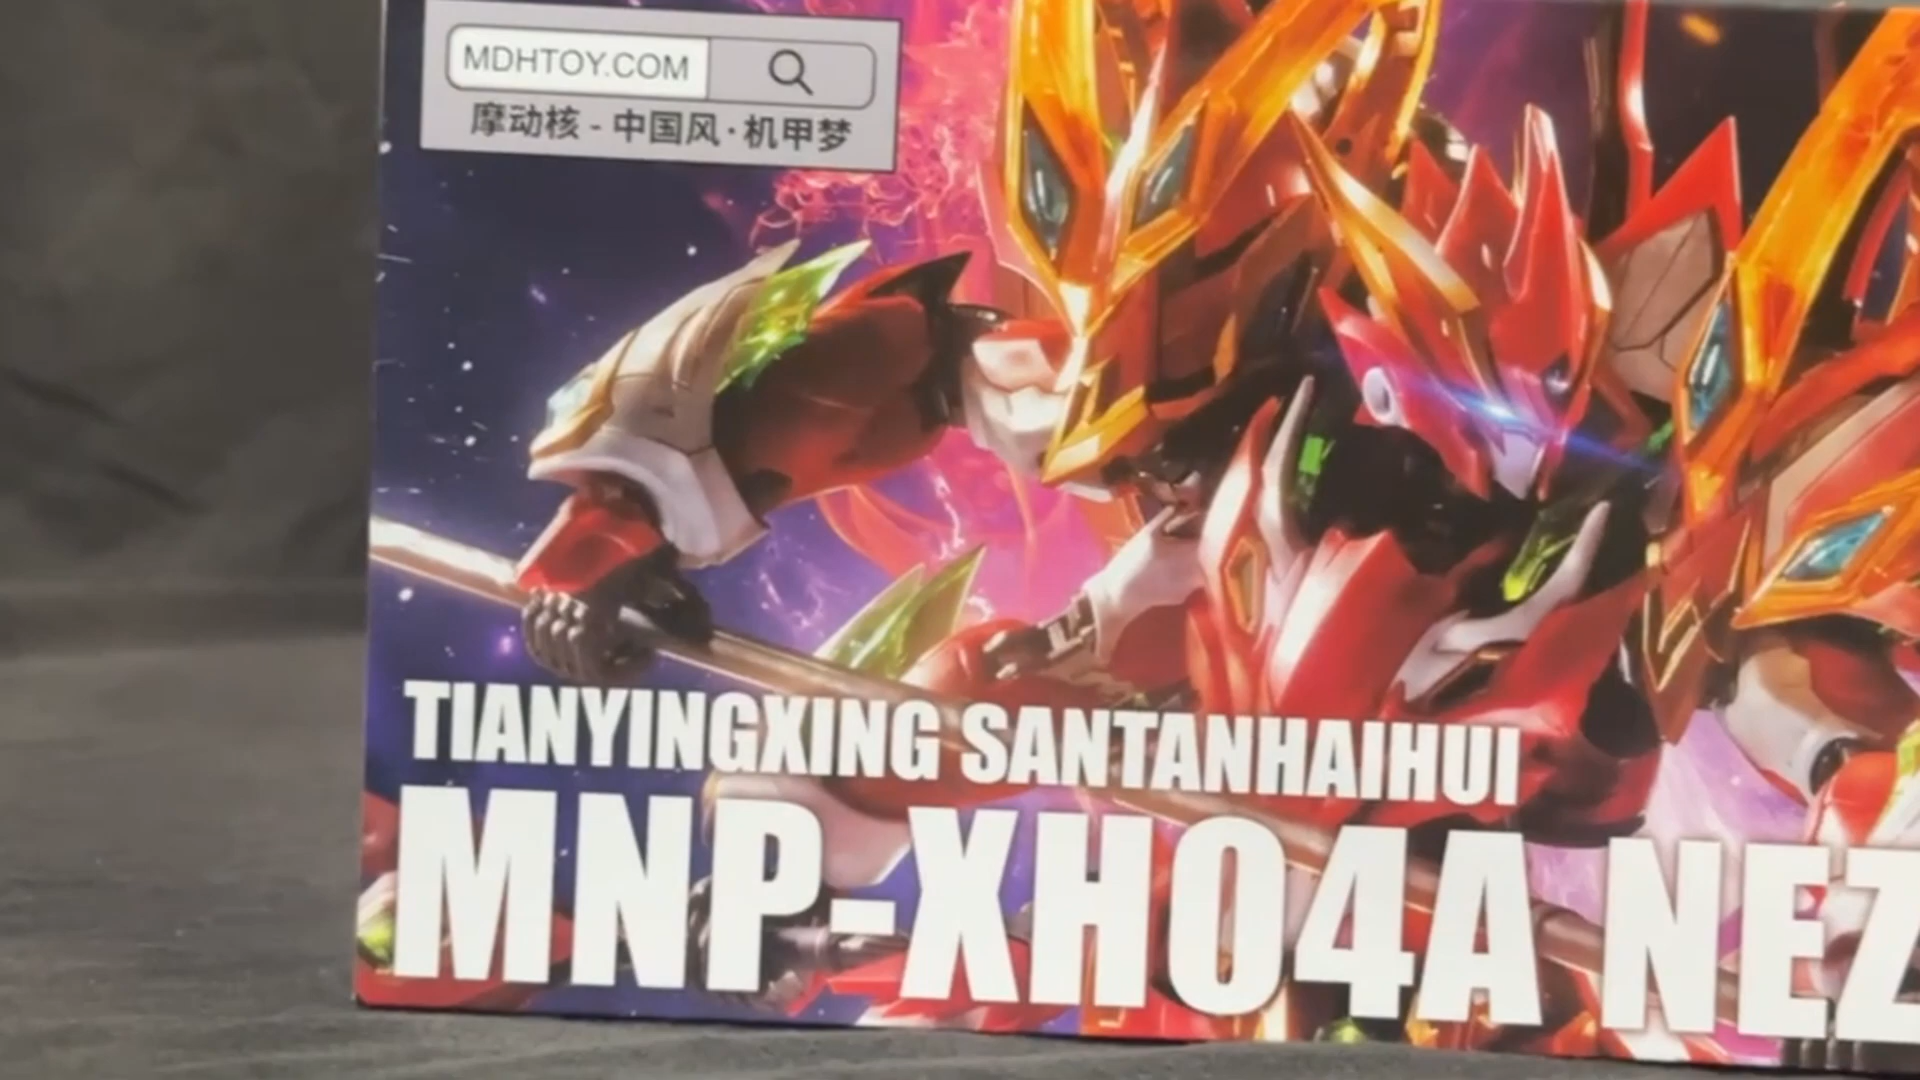 MDHTOY.COM
摩动核 - 中国风·机甲梦
TIANYINGXING SANTANHAIHUI
MNP-XH04A NEZ